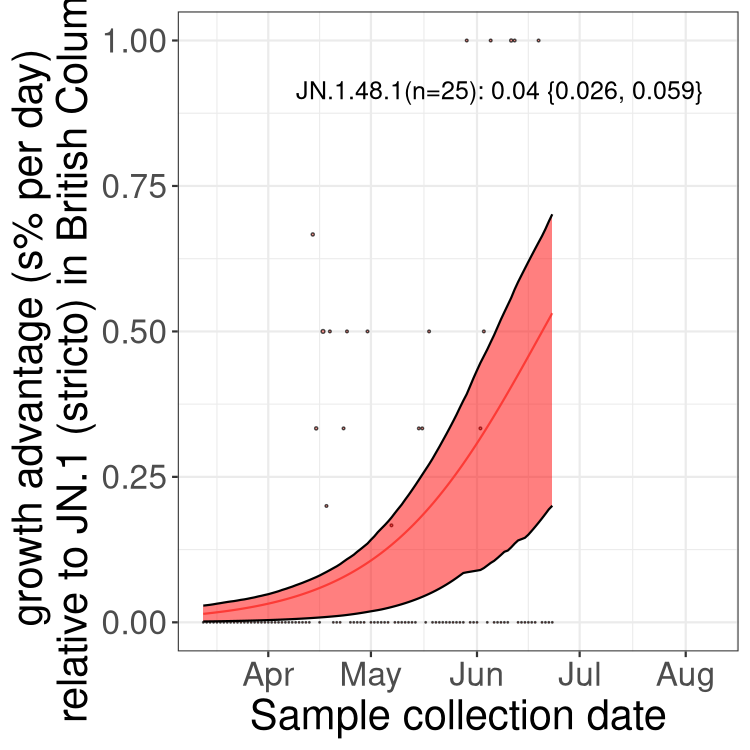 growth advantage (s% per day)
relative to JN.1 (stricto) in British Colum
1.00
0.75
0.50
0.25
0.00
JN.1.48.1(n=25): 0.04 {0.026, 0.059}
Apr May Jun Jul Aug
Sample collection date